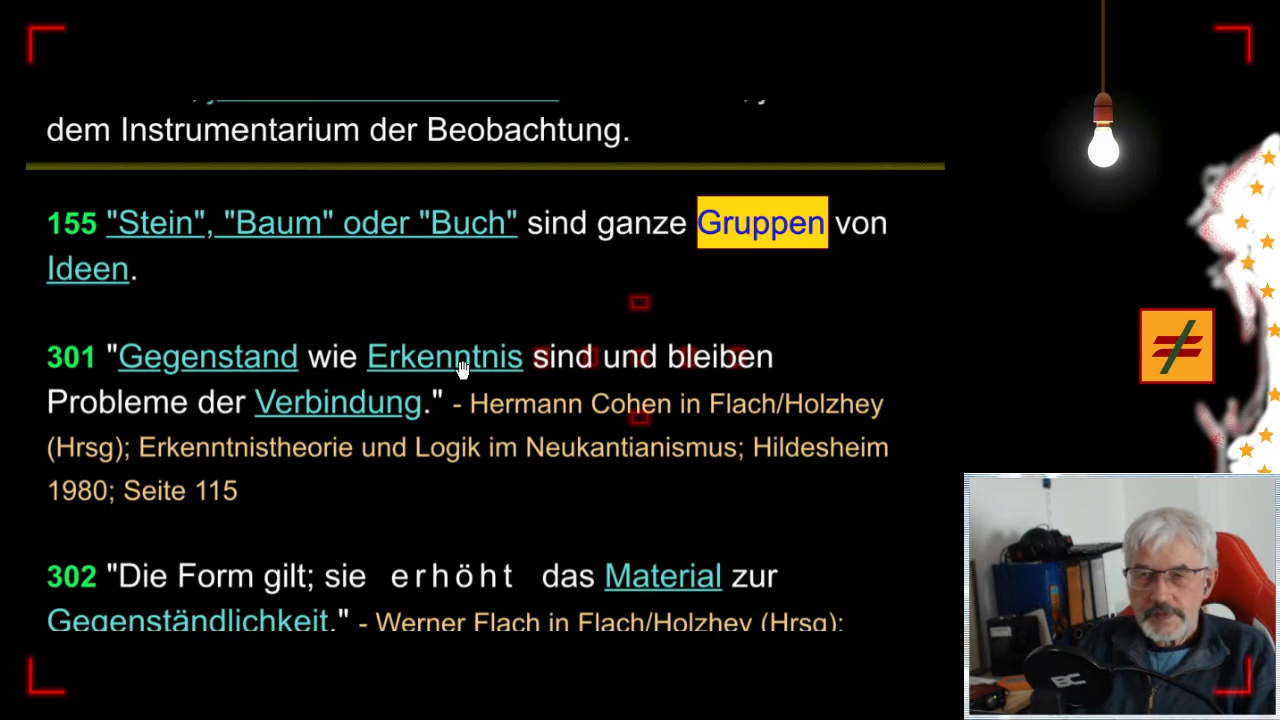 dem Instrumentarium der Beobachtung.
155 "Stein", "Baum" oder "Buch" sind ganze Gruppen von
Ideen.
301 "Gegenstand wie Erkenntnis sind und bleiben
Probleme der Verbindung." - Hermann Cohen in Flach/Holzhey
(Hrsg); Erkenntnistheorie und Logik im Neukantianismus; Hildesheim
1980; Seite 115
302 "Die Form gilt; sie erhöht das Material zur
Gegenständlichkeit." - Werner Flach in Flach/Holzhey (Hrsg);
≠
BC